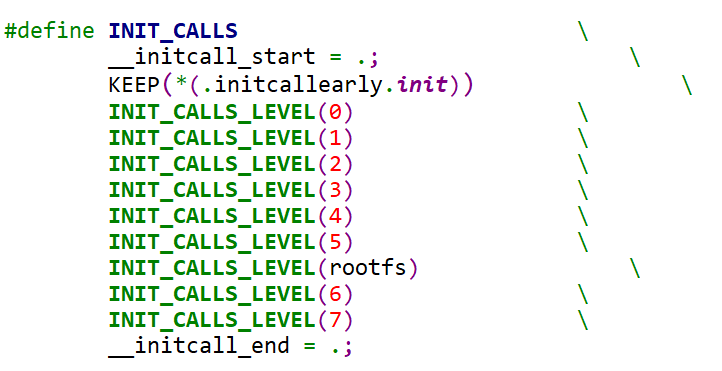 #define INIT_CALLS \
__initcall_start = .; \
KEEP(*(.initcallearly.init)) \
INIT_CALLS_LEVEL(0) \
INIT_CALLS_LEVEL(1) \
INIT_CALLS_LEVEL(2) \
INIT_CALLS_LEVEL(3) \
INIT_CALLS_LEVEL(4) \
INIT_CALLS_LEVEL(5) \
INIT_CALLS_LEVEL(rootfs) \
INIT_CALLS_LEVEL(6) \
INIT_CALLS_LEVEL(7) \
__initcall_end = .;